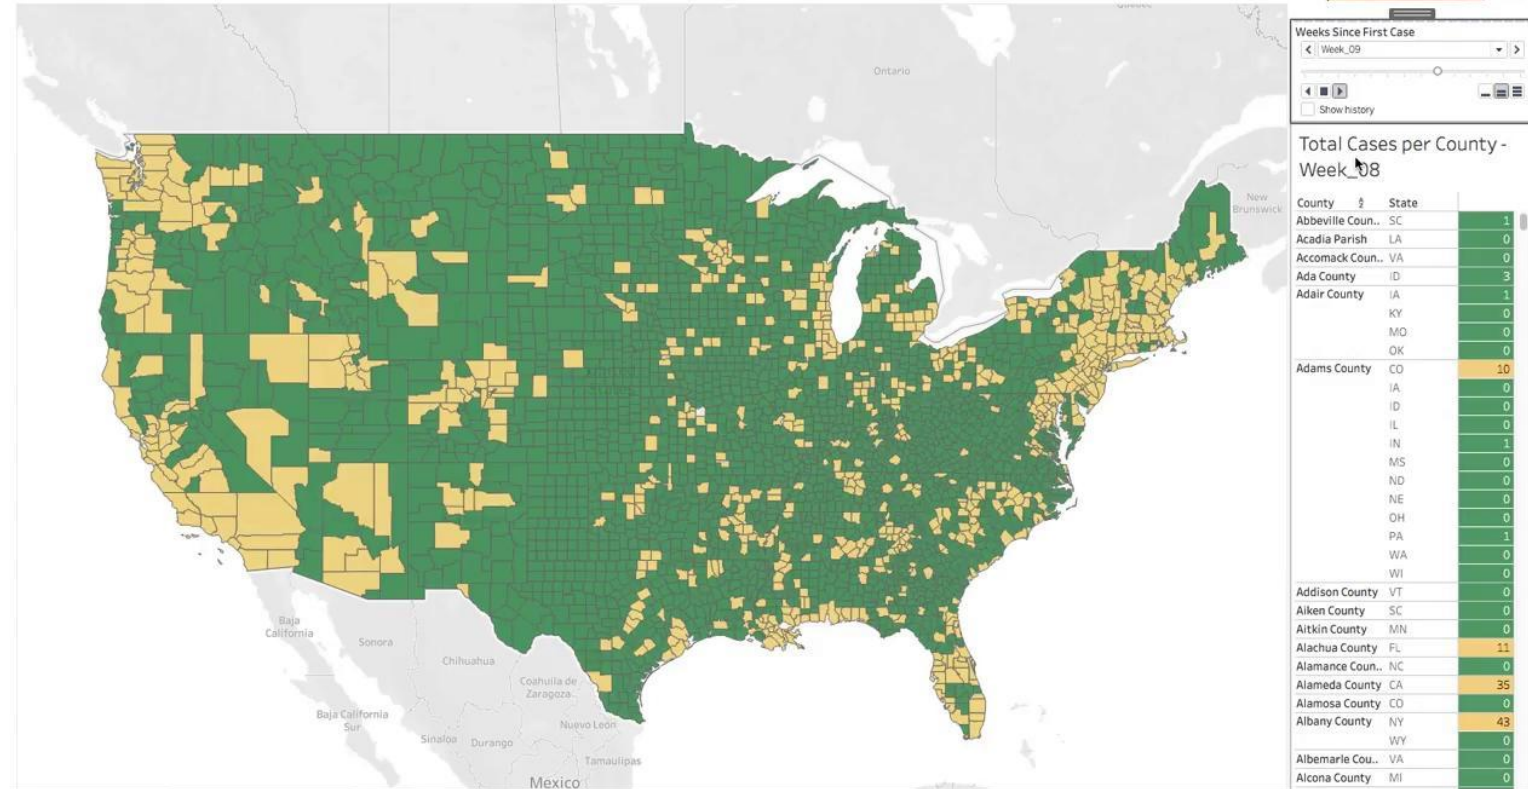 Ontario
New
Brunswick
Baja
California
Sonora
Chihuahua
Coahuila de
Zaragoza
Baja California
Sur
Nuevo León
Sinaloa
Durango
Tamaulipas
Mexico
Weeks Since First Case
Week_09
Show history
Total Cases per County -
Week_08
County State
Abbeville Coun.. SC 1
Acadia Parish LA 0
Accomack Coun.. VA 0
Ada County ID 3
Adair County IA 1
KY 0
MO 0
OK 0
Adams County CO 10
IA 0
ID 0
IL 0
IN 1
MS 0
ND 0
NE 0
OH 0
PA 1
WA 0
WI 0
Addison County VT 0
Aiken County SC 0
Aitkin County MN 0
Alachua County FL 11
Alamance Coun.. NC 0
Alameda County CA 35
Alamosa County CO 0
Albany County NY 43
WY 0
Albemarle Cou.. VA 0
Alcona County MI 0